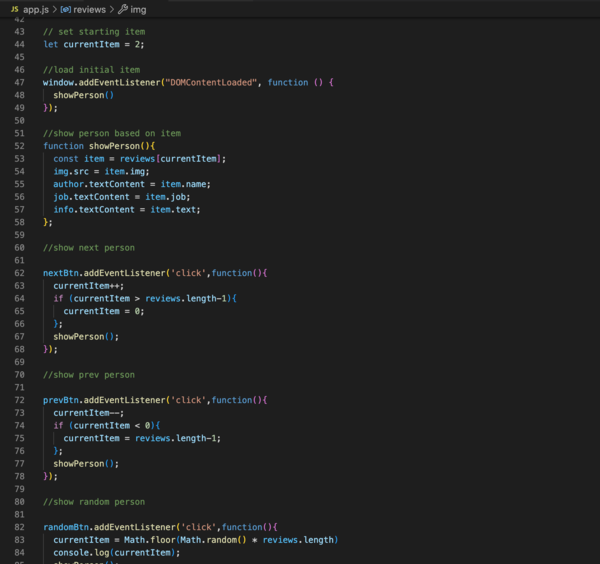 JS app.js > [∅] reviews > img
42
43 // set starting item
44 let currentItem = 2;
45
46 //load initial item
47 window.addEventListener("DOMContentLoaded", function () {
48   showPerson()
49 });
50
51 //show person based on item
52 function showPerson(){
53   const item = reviews[currentItem];
54   img.src = item.img;
55   author.textContent = item.name;
56   job.textContent = item.job;
57   info.textContent = item.text;
58 };
59
60 //show next person
61
62 nextBtn.addEventListener('click',function(){
63   currentItem++;
64   if (currentItem > reviews.length-1){
65     currentItem = 0;
66   };
67   showPerson();
68 });
69
70 //show prev person
71
72 prevBtn.addEventListener('click',function(){
73   currentItem--;
74   if (currentItem < 0){
75     currentItem = reviews.length-1;
76   };
77   showPerson();
78 });
79
80 //show random person
81
82 randomBtn.addEventListener('click',function(){
83   currentItem = Math.floor(Math.random() * reviews.length)
84   console.log(currentItem);